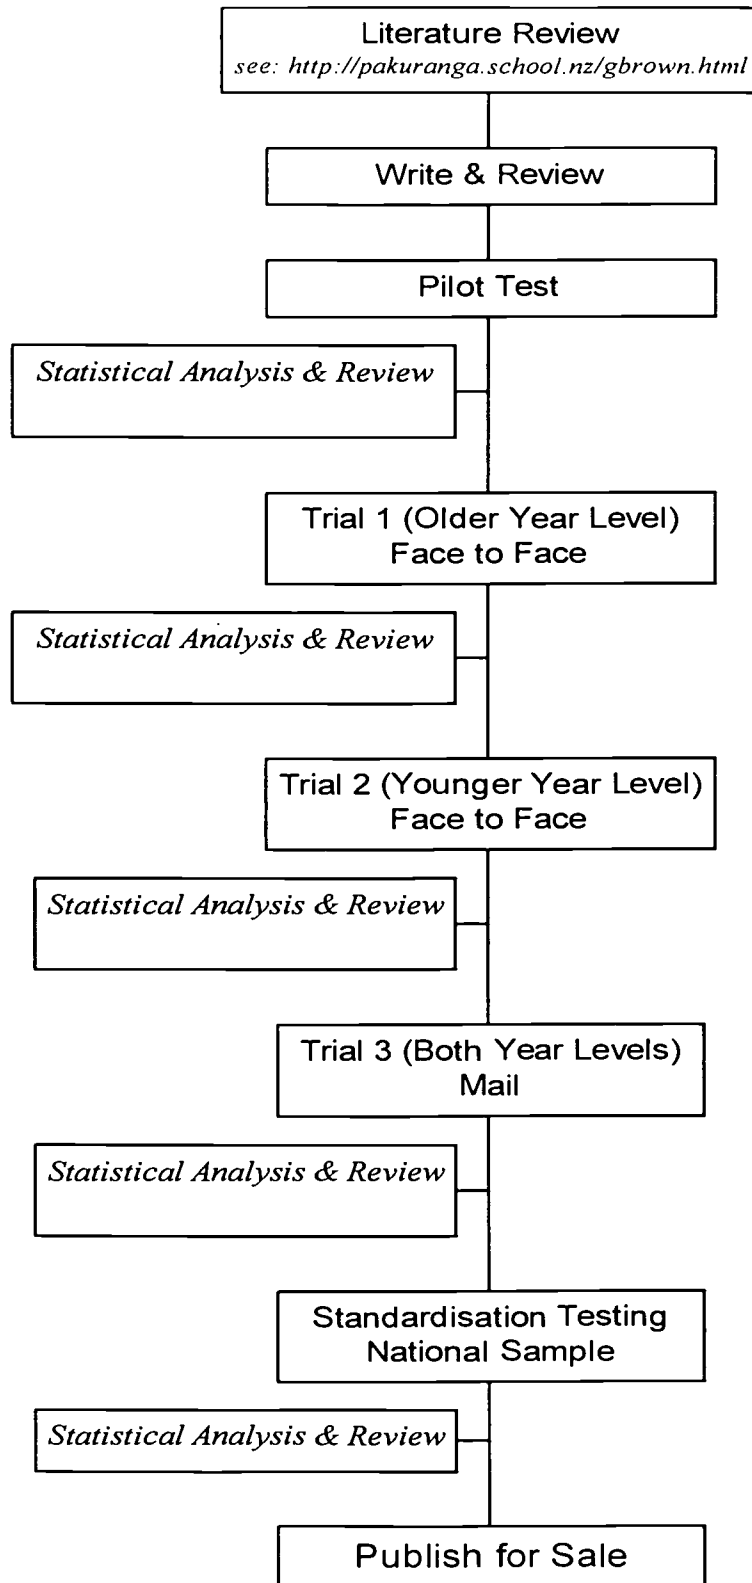 Literature Review
see: http://pakuranga.school.nz/gbrown.html
Write & Review
Pilot Test
Statistical Analysis & Review
Trial 1 (Older Year Level)
Face to Face
Statistical Analysis & Review
Trial 2 (Younger Year Level)
Face to Face
Statistical Analysis & Review
Trial 3 (Both Year Levels)
Mail
Statistical Analysis & Review
Standardisation Testing
National Sample
Statistical Analysis & Review
Publish for Sale